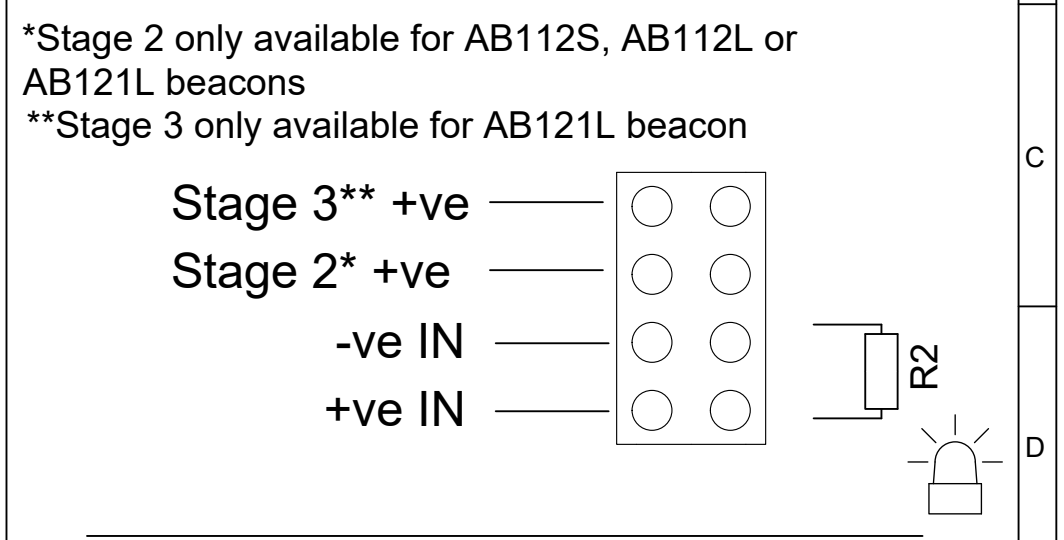 *Stage 2 only available for AB112S, AB112L or
AB121L beacons
**Stage 3 only available for AB121L beacon
C
Stage 3** +ve
Stage 2* +ve
-ve IN
+ve IN
R2
D